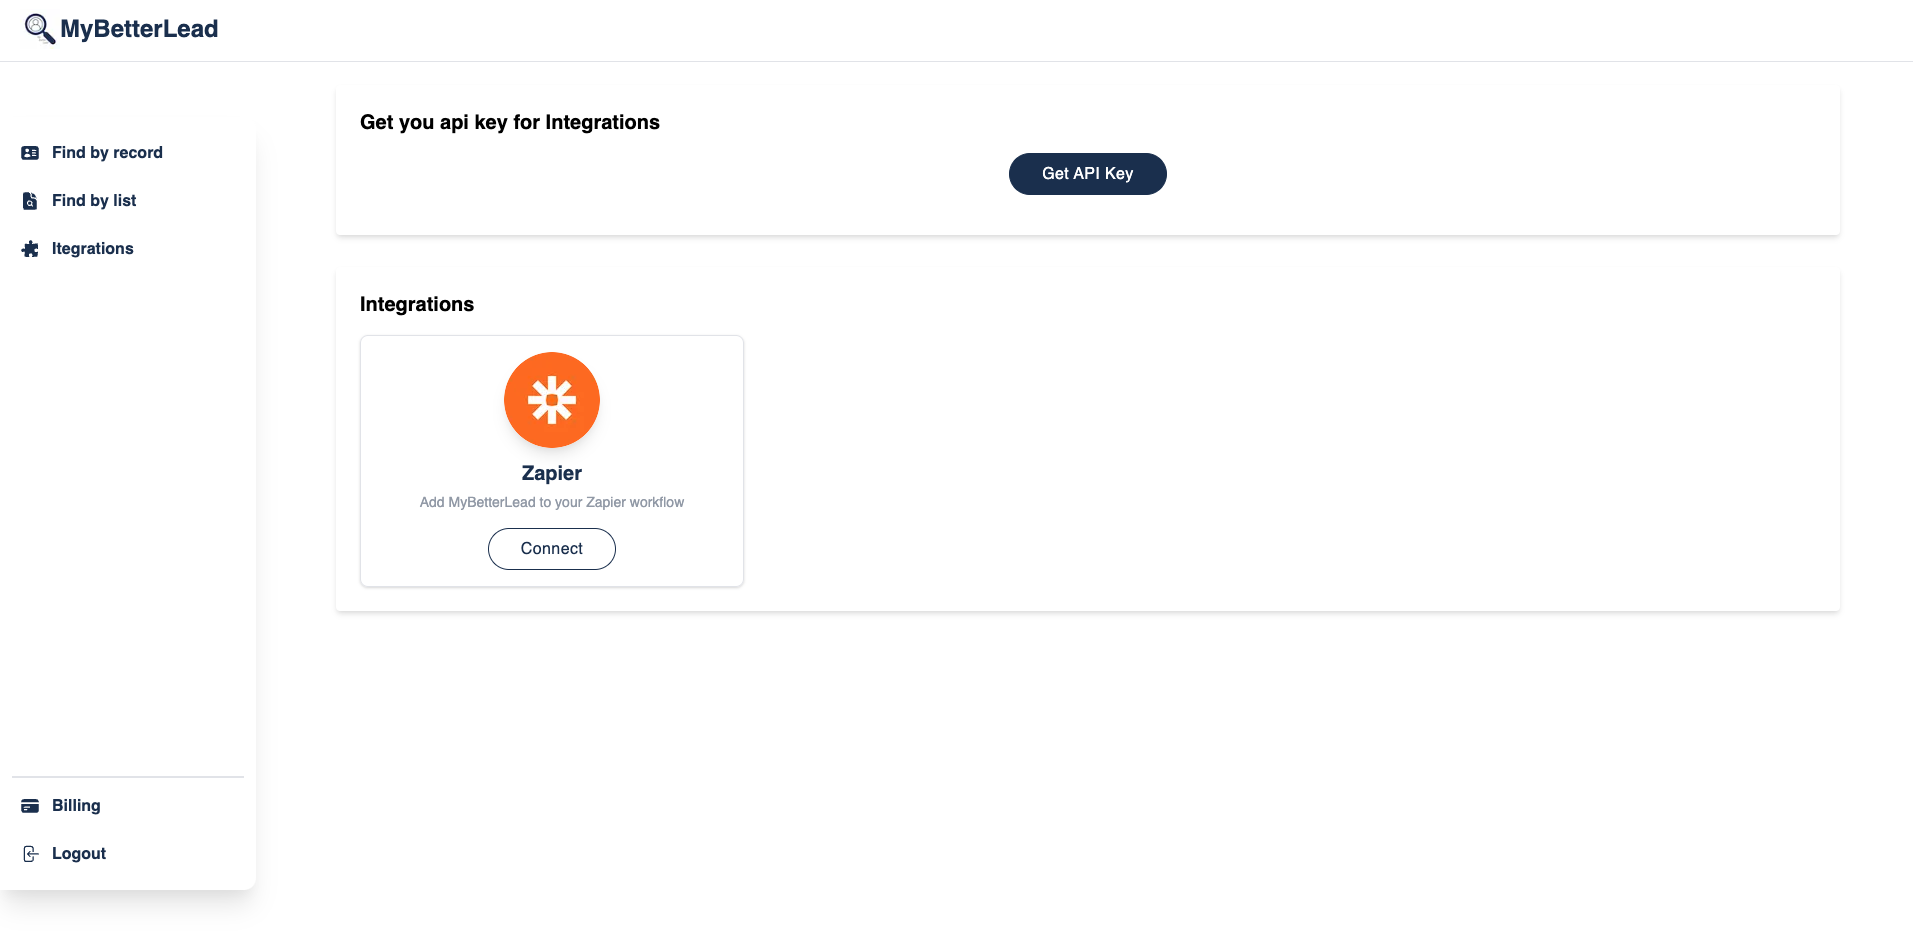 MyBetterLead
Find by record
Find by list
Itegrations
Billing
Logout
Get you api key for Integrations
Get API Key
Integrations
Zapier
Add MyBetterLead to your Zapier workflow
Connect